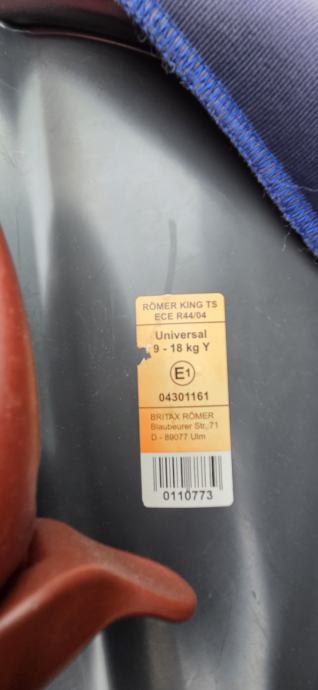 RÖMER KING TS
ECE R44/04
Universal
9 - 18 kg Y
E1
04301161
BRITAX RÖMER
Blaubeurer Str. 71
D - 89077 Ulm
0110773